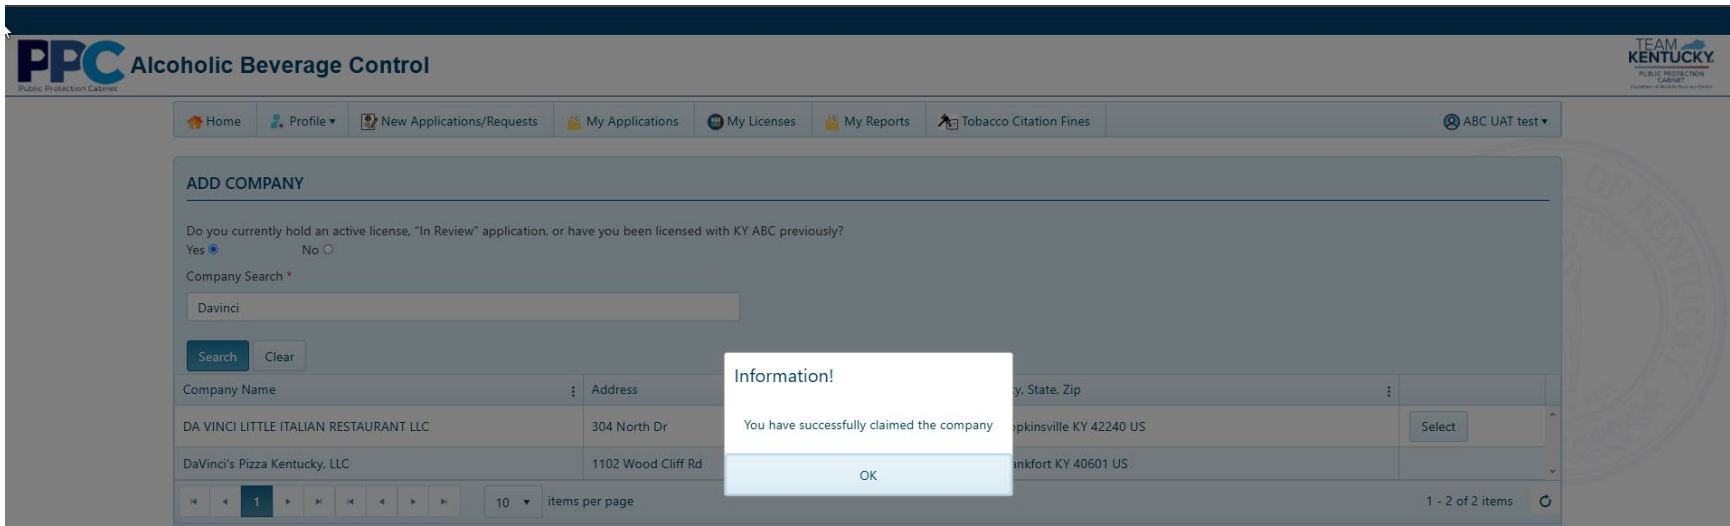 PPC Alcoholic Beverage Control
Public Protection Cabinet
TEAM
KENTUCKY
PUBLIC PROTECTION
CABINET
Home Profile New Applications/Requests My Applications My Licenses My Reports Tobacco Citation Fines ABC UAT test
ADD COMPANY
Do you currently hold an active license, "In Review" application, or have you been licensed with KY ABC previously?
Yes No
Company Search *
Davinci
Search Clear
Information!
You have successfully claimed the company
OK
Company Name Address y, State, Zip
DA VINCI LITTLE ITALIAN RESTAURANT LLC 304 North Dr opkinsville KY 42240 US Select
DaVinci's Pizza Kentucky, LLC 1102 Wood Cliff Rd ankfort KY 40601 US
1 10 items per page 1 - 2 of 2 items
OF KENTUCKY